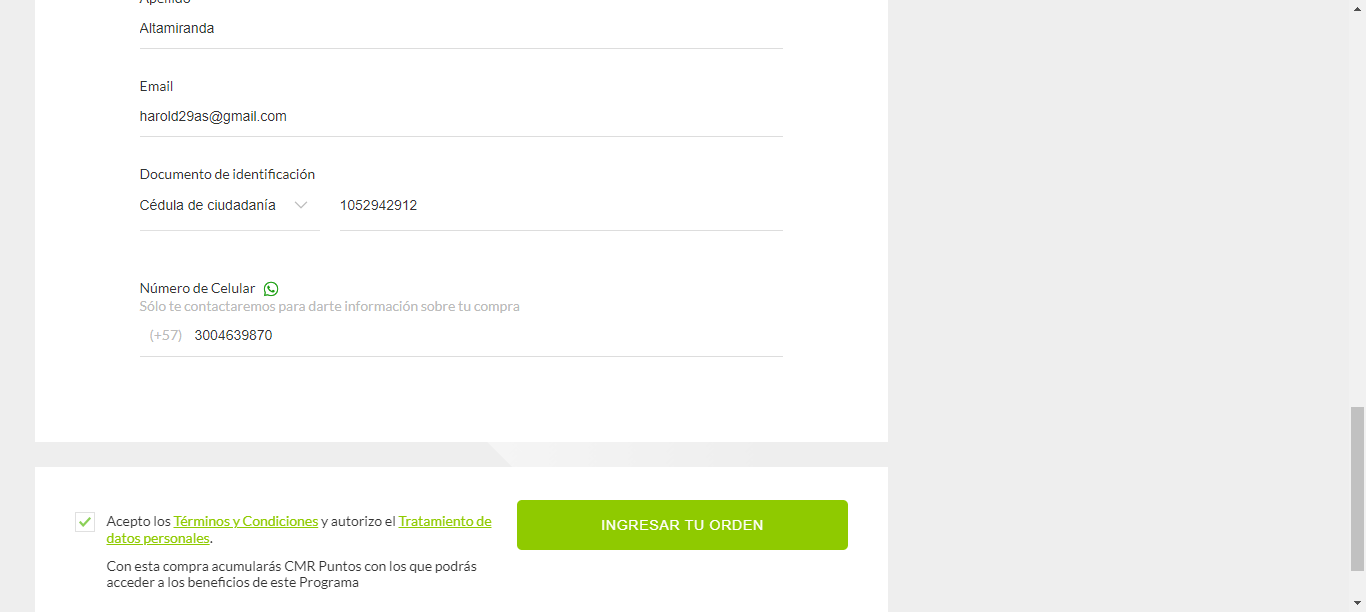 Apellido
Altamiranda
Email
harold29as@gmail.com
Documento de identificación
Cédula de ciudadanía 1052942912
Número de Celular
Sólo te contactaremos para darte información sobre tu compra
(+57) 3004639870
Acepto los Términos y Condiciones y autorizo el Tratamiento de
datos personales.
INGRESAR TU ORDEN
Con esta compra acumularás CMR Puntos con los que podrás
acceder a los beneficios de este Programa